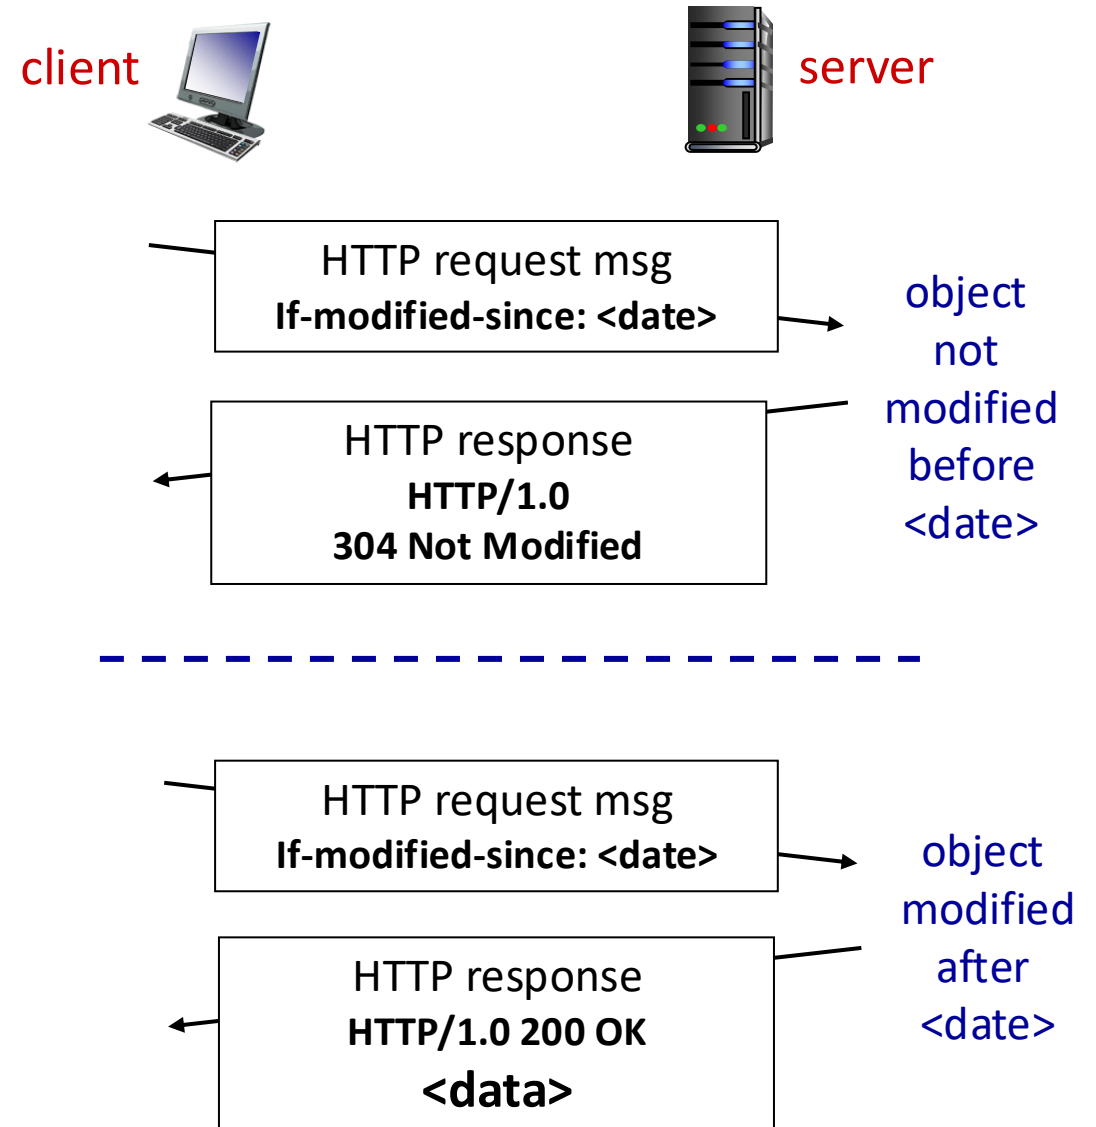 client
server
HTTP request msg
If-modified-since: <date>
object
not
modified
before
<date>
HTTP response
HTTP/1.0
304 Not Modified
HTTP request msg
If-modified-since: <date>
object
modified
after
<date>
HTTP response
HTTP/1.0 200 OK
<data>